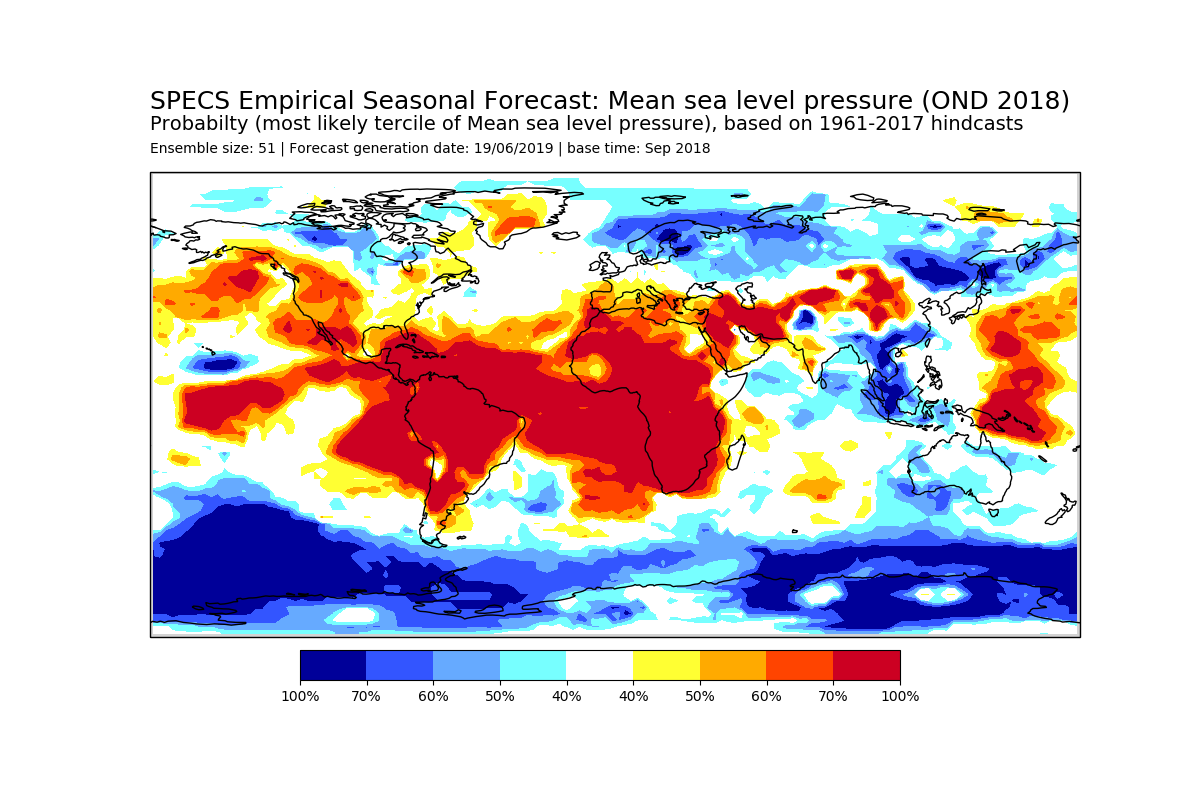 SPECS Empirical Seasonal Forecast: Mean sea level pressure (OND 2018)
Probabilty (most likely tercile of Mean sea level pressure), based on 1961-2017 hindcasts
Ensemble size: 51 | Forecast generation date: 19/06/2019 | base time: Sep 2018
100% 70% 60% 50% 40% 40% 50% 60% 70% 100%